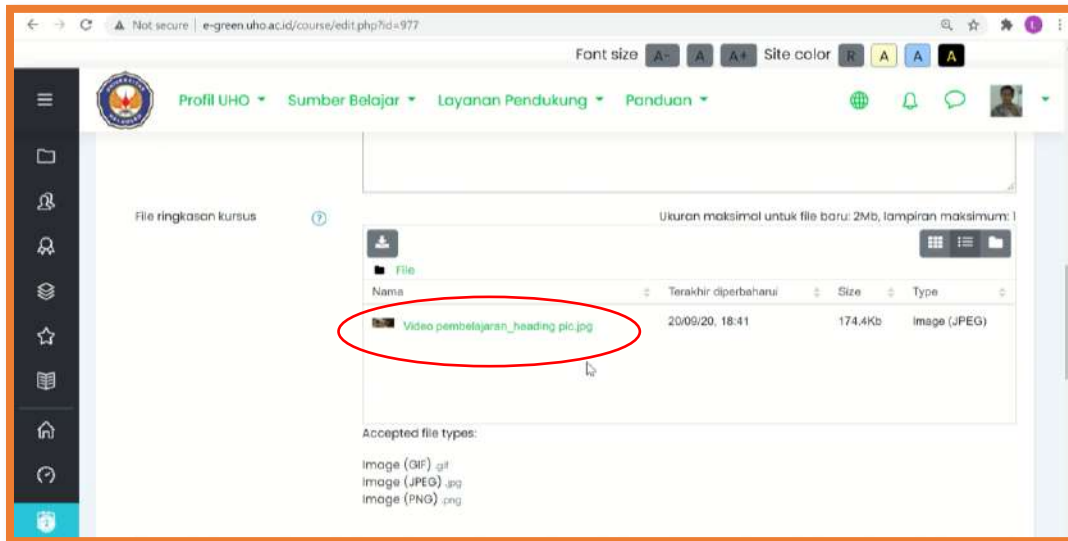 Not secure | e-green.uho.ac.id/course/edit.php?id=977
Font size A- A A+ Site color R A A A
Profil UHO Sumber Belajar Layanan Pendukung Panduan
File ringkasan kursus
Ukuran maksimal untuk file baru: 2Mb, lampiran maksimum: 1
File
Nama Terakhir diperbaharui Size Type
Video pembelajaran_heading pic.jpg 20/09/20, 18:41 174.4Kb Image (JPEG)
Accepted file types:
Image (GIF) .gif
Image (JPEG) .jpg
Image (PNG) .png